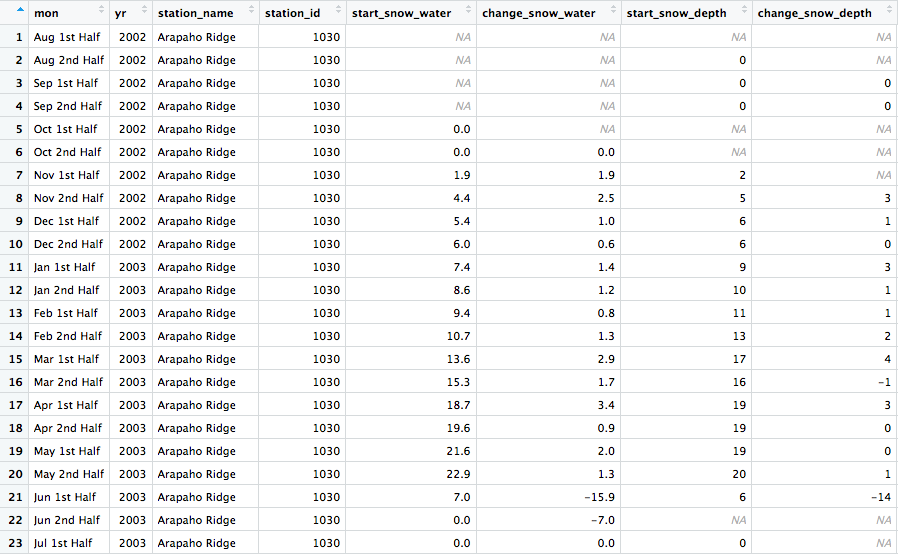 mon yr station_name station_id start_snow_water change_snow_water start_snow_depth change_snow_depth
1 Aug 1st Half 2002 Arapaho Ridge 1030 NA NA NA NA
2 Aug 2nd Half 2002 Arapaho Ridge 1030 NA NA 0 NA
3 Sep 1st Half 2002 Arapaho Ridge 1030 NA NA 0 0
4 Sep 2nd Half 2002 Arapaho Ridge 1030 NA NA 0 0
5 Oct 1st Half 2002 Arapaho Ridge 1030 0.0 NA NA NA
6 Oct 2nd Half 2002 Arapaho Ridge 1030 0.0 0.0 NA NA
7 Nov 1st Half 2002 Arapaho Ridge 1030 1.9 1.9 2 NA
8 Nov 2nd Half 2002 Arapaho Ridge 1030 4.4 2.5 5 3
9 Dec 1st Half 2002 Arapaho Ridge 1030 5.4 1.0 6 1
10 Dec 2nd Half 2002 Arapaho Ridge 1030 6.0 0.6 6 0
11 Jan 1st Half 2003 Arapaho Ridge 1030 7.4 1.4 9 3
12 Jan 2nd Half 2003 Arapaho Ridge 1030 8.6 1.2 10 1
13 Feb 1st Half 2003 Arapaho Ridge 1030 9.4 0.8 11 1
14 Feb 2nd Half 2003 Arapaho Ridge 1030 10.7 1.3 13 2
15 Mar 1st Half 2003 Arapaho Ridge 1030 13.6 2.9 17 4
16 Mar 2nd Half 2003 Arapaho Ridge 1030 15.3 1.7 16 -1
17 Apr 1st Half 2003 Arapaho Ridge 1030 18.7 3.4 19 3
18 Apr 2nd Half 2003 Arapaho Ridge 1030 19.6 0.9 19 0
19 May 1st Half 2003 Arapaho Ridge 1030 21.6 2.0 19 0
20 May 2nd Half 2003 Arapaho Ridge 1030 22.9 1.3 20 1
21 Jun 1st Half 2003 Arapaho Ridge 1030 7.0 -15.9 6 -14
22 Jun 2nd Half 2003 Arapaho Ridge 1030 0.0 -7.0 NA NA
23 Jul 1st Half 2003 Arapaho Ridge 1030 0.0 0.0 0 NA